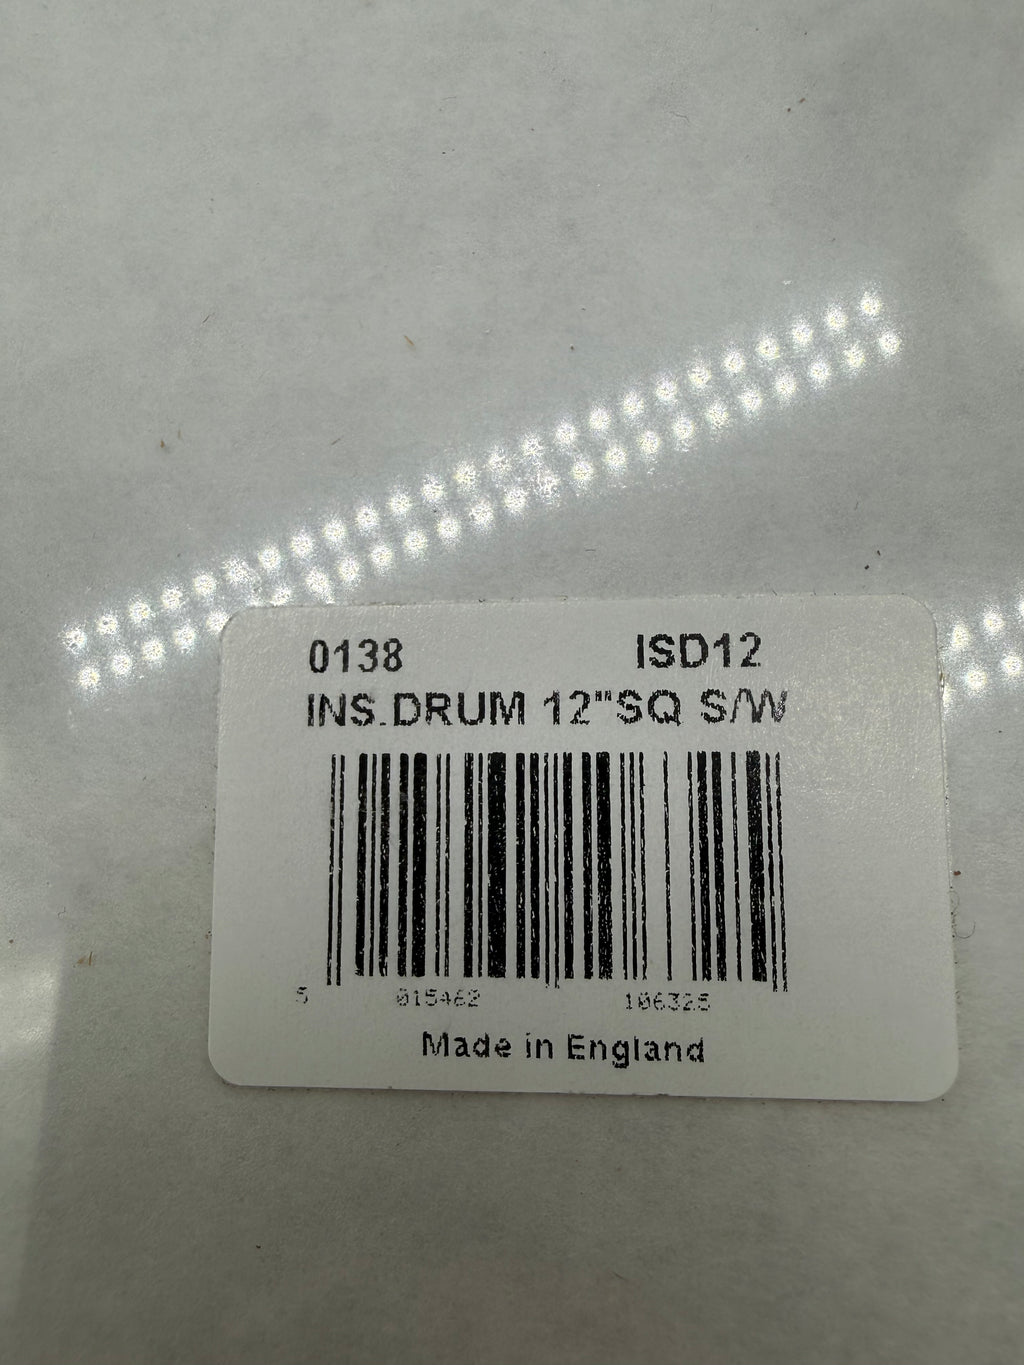 0138 ISD12
INS.DRUM 12"SQ S/W
5 015462 106325
Made in England